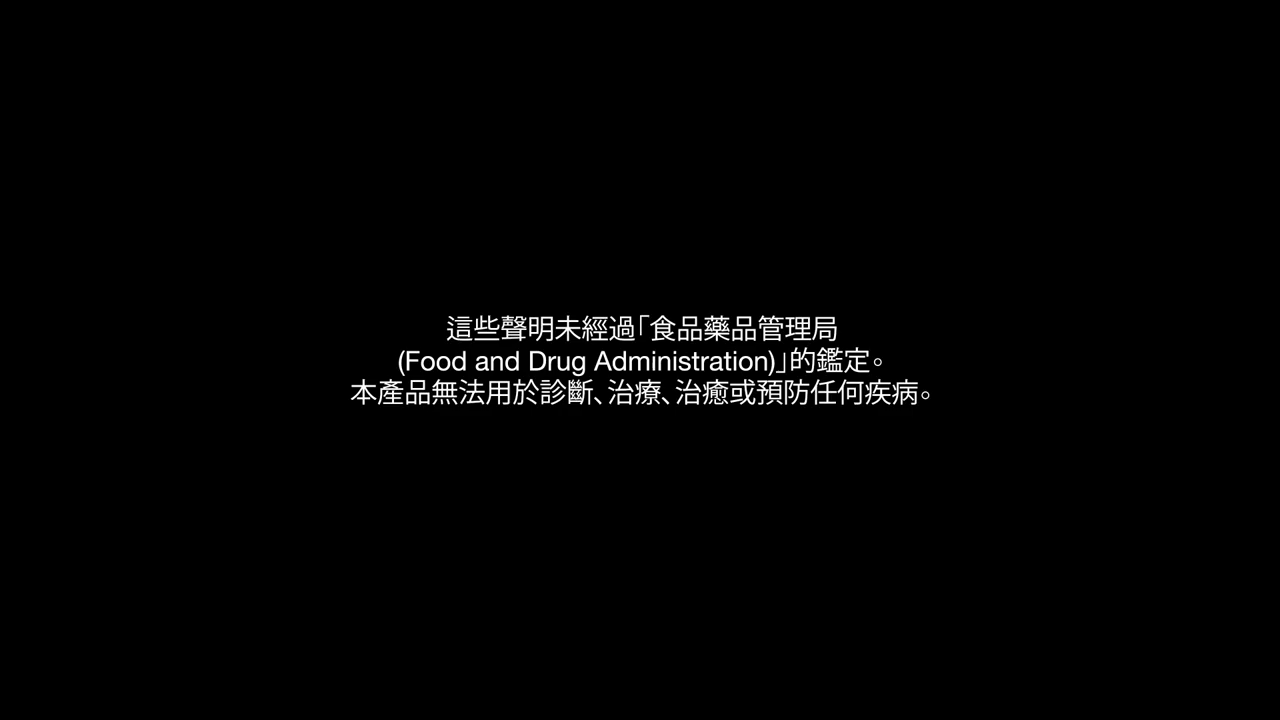 這些聲明未經過「食品藥品管理局
(Food and Drug Administration)」的鑑定。
本產品無法用於診斷、治療、治癒或預防任何疾病。